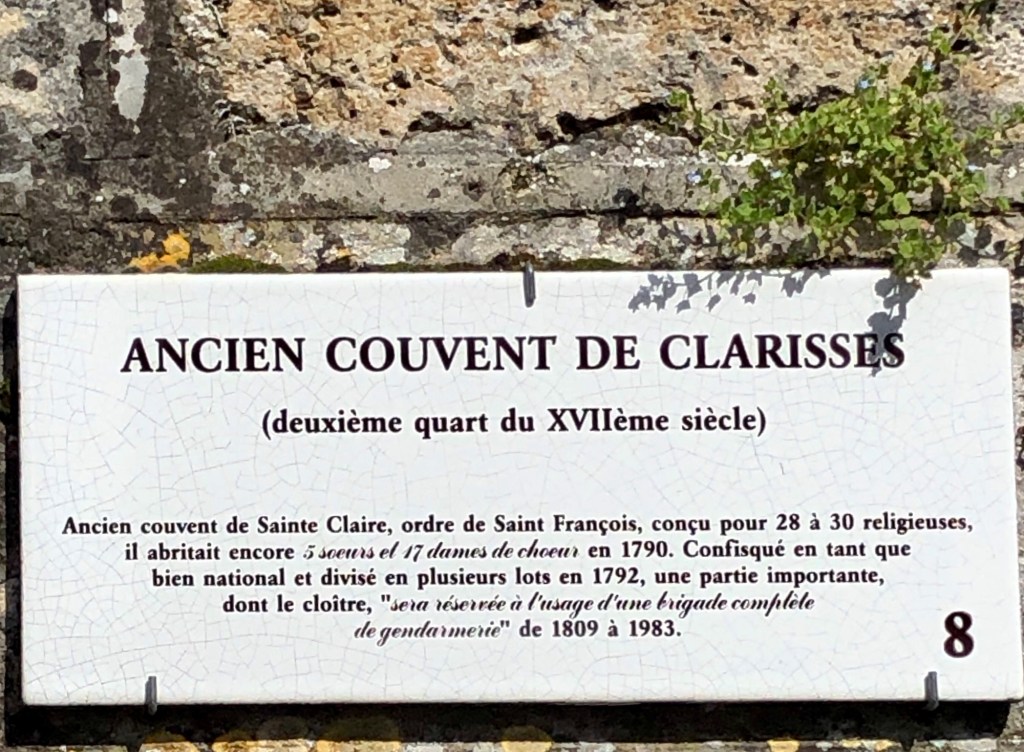 ANCIEN COUVENT DE CLARISSES
(deuxième quart du XVIIème siècle)
Ancien couvent de Sainte Claire, ordre de Saint François, conçu pour 28 à 30 religieuses,
il abritait encore 5 soeurs et 17 dames de choeur en 1790. Confisqué en tant que
bien national et divisé en plusieurs lots en 1792, une partie importante,
dont le cloître, "sera réservée à l'usage d'une brigade complète
de gendarmerie" de 1809 à 1983.
8